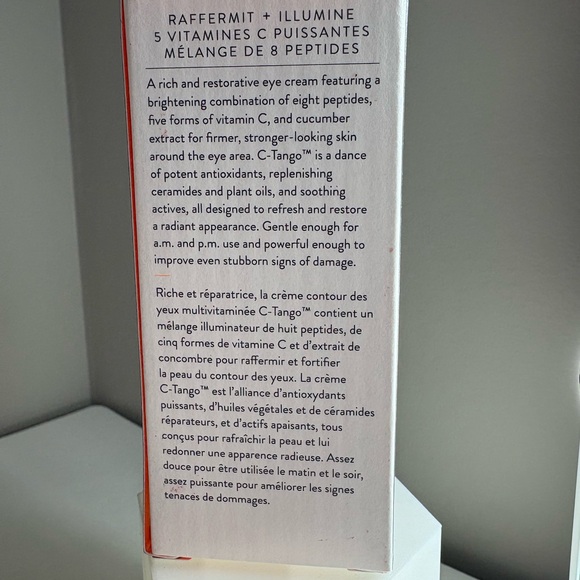 RAFFERMIT + ILLUMINE
5 VITAMINES C PUISSANTES
MÉLANGE DE 8 PEPTIDES
A rich and restorative eye cream featuring a
brightening combination of eight peptides,
five forms of vitamin C, and cucumber
extract for firmer, stronger-looking skin
around the eye area. C-Tango™ is a dance
of potent antioxidants, replenishing
ceramides and plant oils, and soothing
actives, all designed to refresh and restore
a radiant appearance. Gentle enough for
a.m. and p.m. use and powerful enough to
improve even stubborn signs of damage.
Riche et réparatrice, la crème contour des
yeux multivitaminée C-Tango™ contient un
mélange illuminateur de huit peptides, de
cinq formes de vitamine C et d'extrait de
concombre pour raffermir et fortifier
la peau du contour des yeux. La crème
C-Tango™ est l'alliance d'antioxydants
puissants, d'huiles végétales et de céramides
réparateurs, et d'actifs apaisants, tous
conçus pour rafraîchir la peau et lui
redonner une apparence radieuse. Assez
douce pour être utilisée le matin et le soir,
assez puissante pour améliorer les signes
tenaces de dommages.